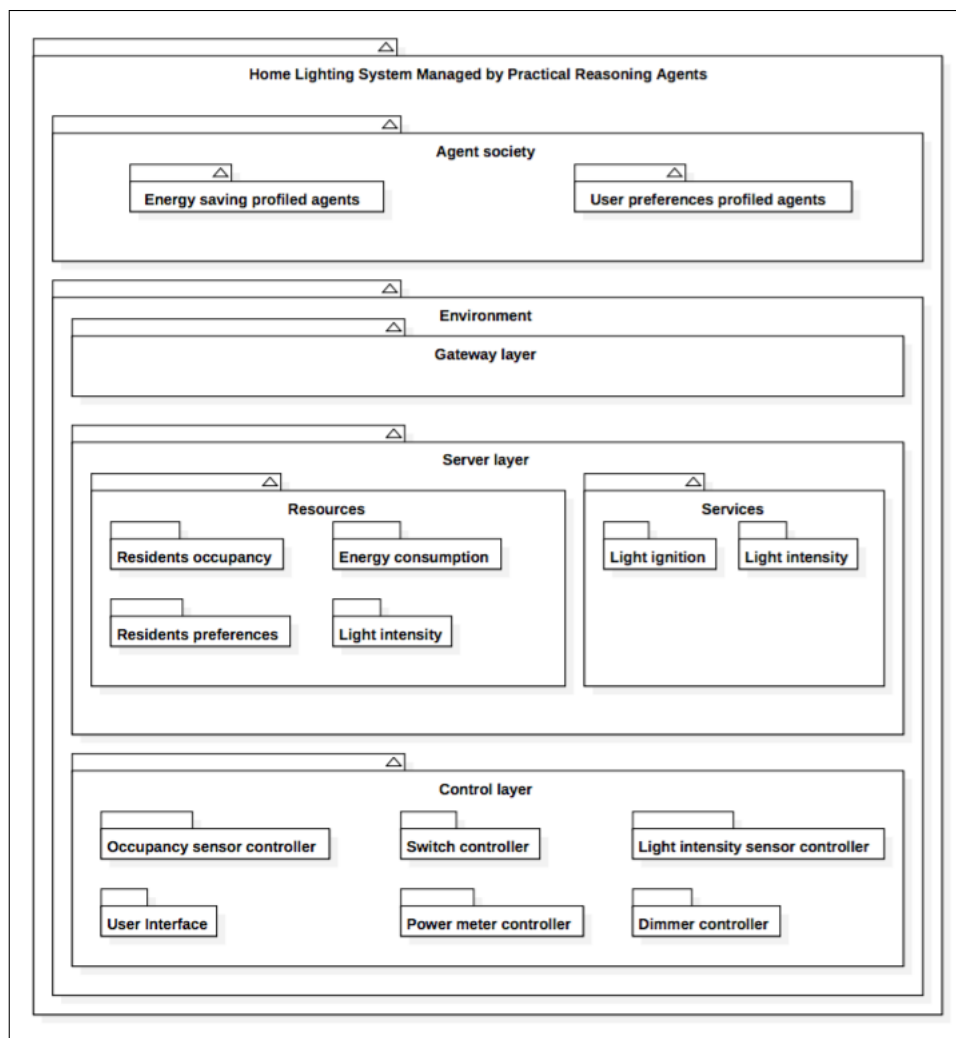 Home Lighting System Managed by Practical Reasoning Agents
Agent society
Energy saving profiled agents
User preferences profiled agents
Environment
Gateway layer
Server layer
Resources
Residents occupancy
Energy consumption
Residents preferences
Light intensity
Services
Light ignition
Light intensity
Control layer
Occupancy sensor controller
Switch controller
Light intensity sensor controller
User Interface
Power meter controller
Dimmer controller